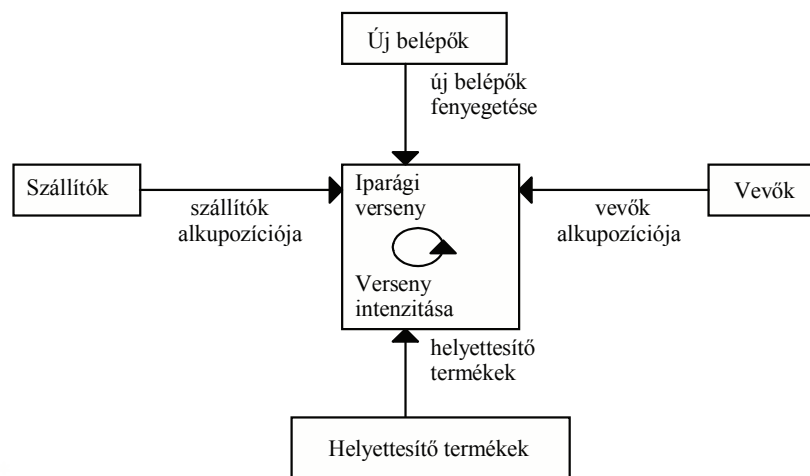 Új belépők
új belépők
fenyegetése
Szállítók
szállítók
alkupozíciója
Iparági
verseny
Verseny
intenzitása
vevők
alkupozíciója
Vevők
helyettesítő
termékek
Helyettesítő termékek